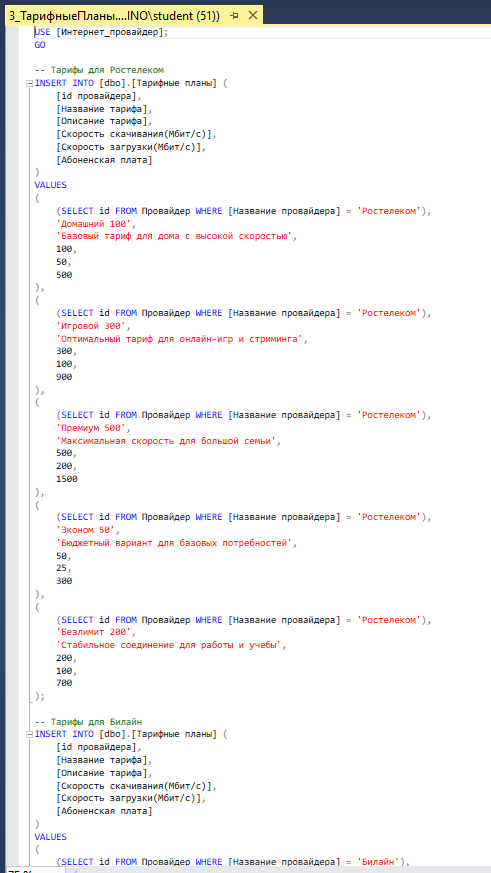 3_ТарифныеПланы....INO\student (51))
USE [Интернет_провайдер];
GO
-- Тарифы для Ростелеком
INSERT INTO [dbo].[Тарифные планы] (
[id провайдера],
[Название тарифа],
[Описание тарифа],
[Скорость скачивания(Мбит/с)],
[Скорость загрузки(Мбит/с)],
[Абоненская плата]
)
VALUES
(
(SELECT id FROM Провайдер WHERE [Название провайдера] = 'Ростелеком'),
'Домашний 100',
'Базовый тариф для дома с высокой скоростью',
100,
50,
500
),
(
(SELECT id FROM Провайдер WHERE [Название провайдера] = 'Ростелеком'),
'Игровой 300',
'Оптимальный тариф для онлайн-игр и стриминга',
300,
100,
900
),
(
(SELECT id FROM Провайдер WHERE [Название провайдера] = 'Ростелеком'),
'Премиум 500',
'Максимальная скорость для большой семьи',
500,
200,
1500
),
(
(SELECT id FROM Провайдер WHERE [Название провайдера] = 'Ростелеком'),
'Эконом 50',
'Бюджетный вариант для базовых потребностей',
50,
25,
300
),
(
(SELECT id FROM Провайдер WHERE [Название провайдера] = 'Ростелеком'),
'Безлимит 200',
'Стабильное соединение для работы и учебы',
200,
100,
700
);
-- Тарифы для Билайн
INSERT INTO [dbo].[Тарифные планы] (
[id провайдера],
[Название тарифа],
[Описание тарифа],
[Скорость скачивания(Мбит/с)],
[Скорость загрузки(Мбит/с)],
[Абоненская плата]
)
VALUES
(
(SELECT id FROM Провайдер WHERE [Название провайдера] = 'Билайн'),